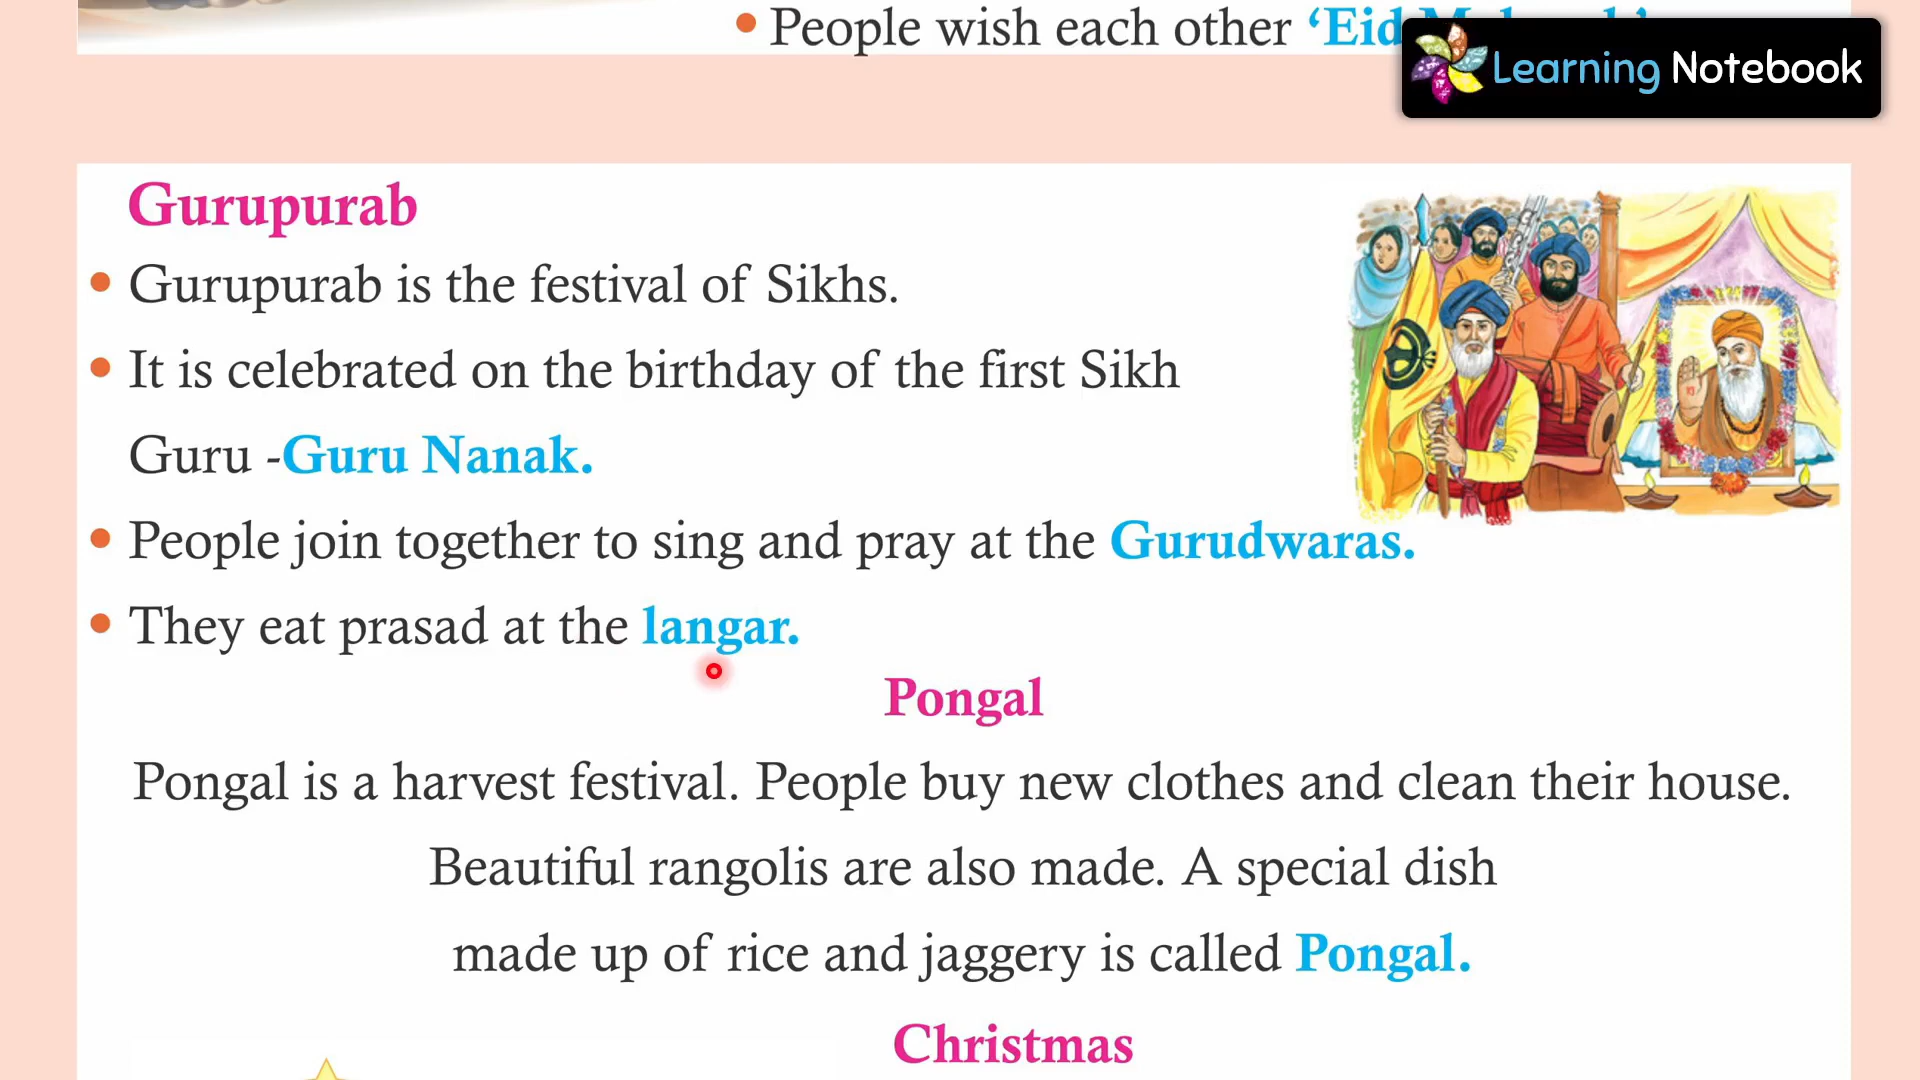 • People wish each other ‘Eid
Learning Notebook
Gurupurab
• Gurupurab is the festival of Sikhs.
• It is celebrated on the birthday of the first Sikh
Guru -Guru Nanak.
• People join together to sing and pray at the Gurudwaras.
• They eat prasad at the langar.
Pongal
Pongal is a harvest festival. People buy new clothes and clean their house.
Beautiful rangolis are also made. A special dish
made up of rice and jaggery is called Pongal.
Christmas